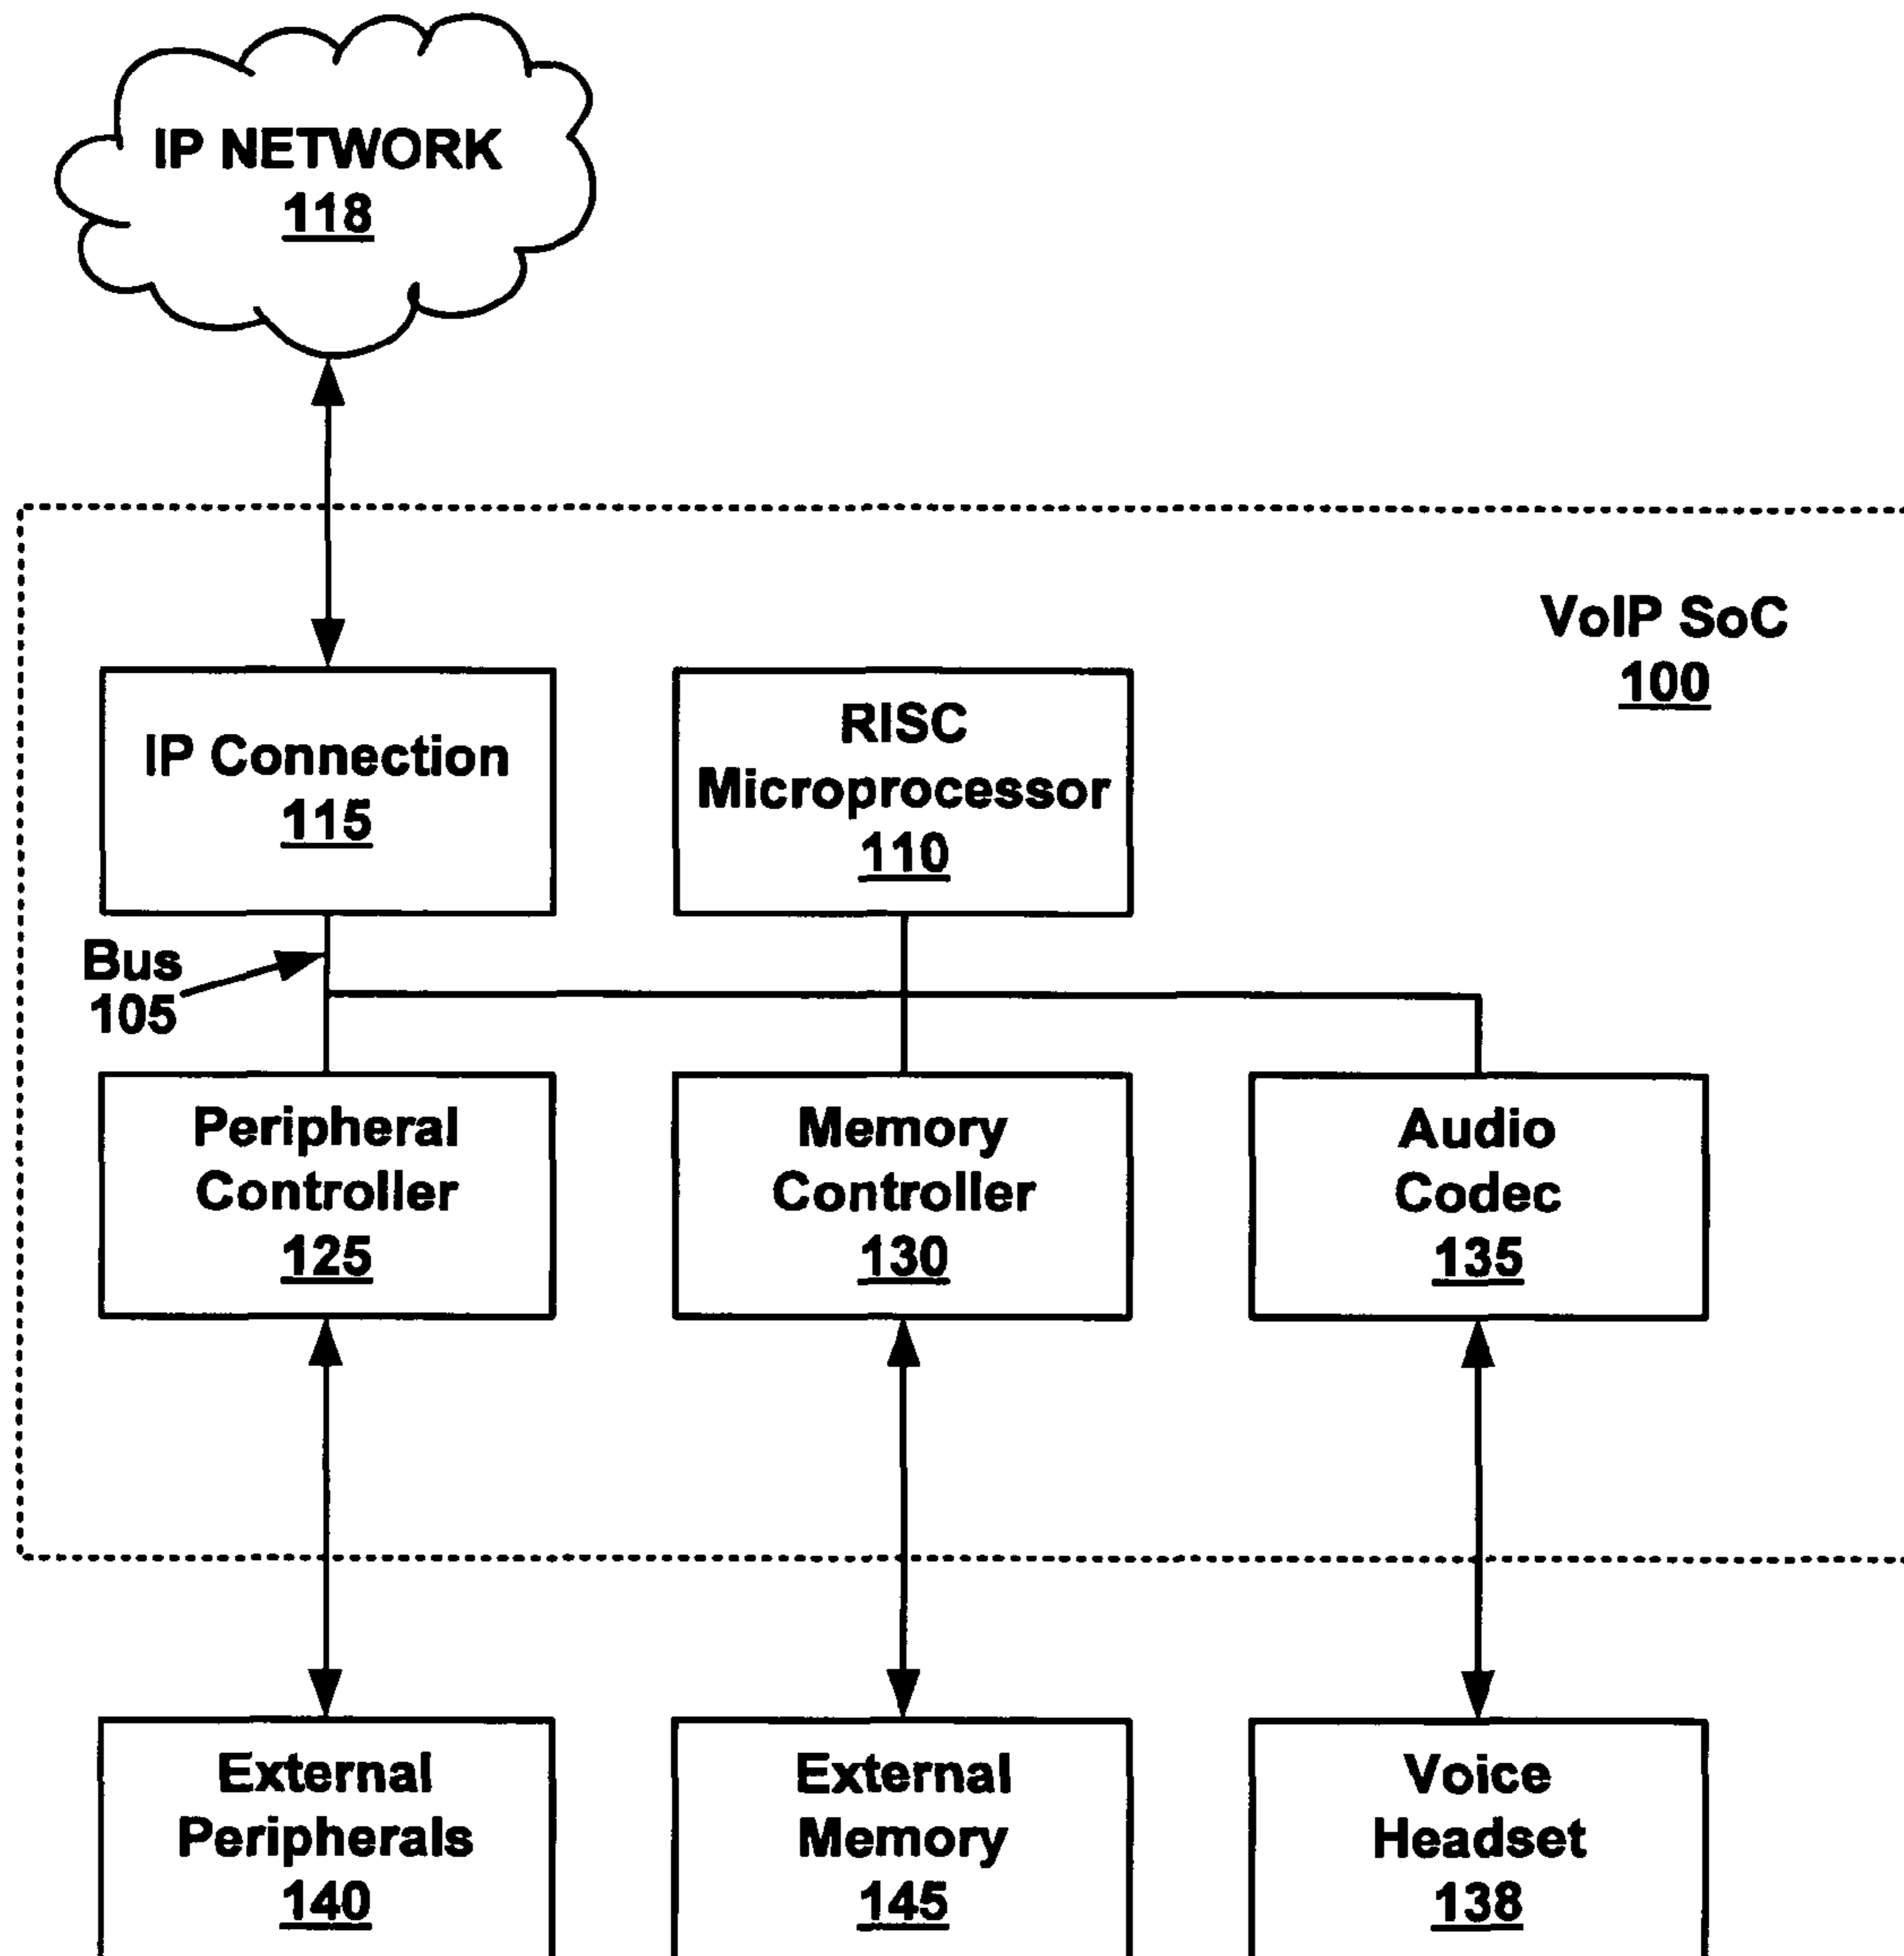 IP NETWORK
118
VoIP SoC
100
IP Connection
115
RISC
Microprocessor
110
Bus
105
Peripheral
Controller
125
Memory
Controller
130
Audio
Codec
135
External
Peripherals
140
External
Memory
145
Voice
Headset
138